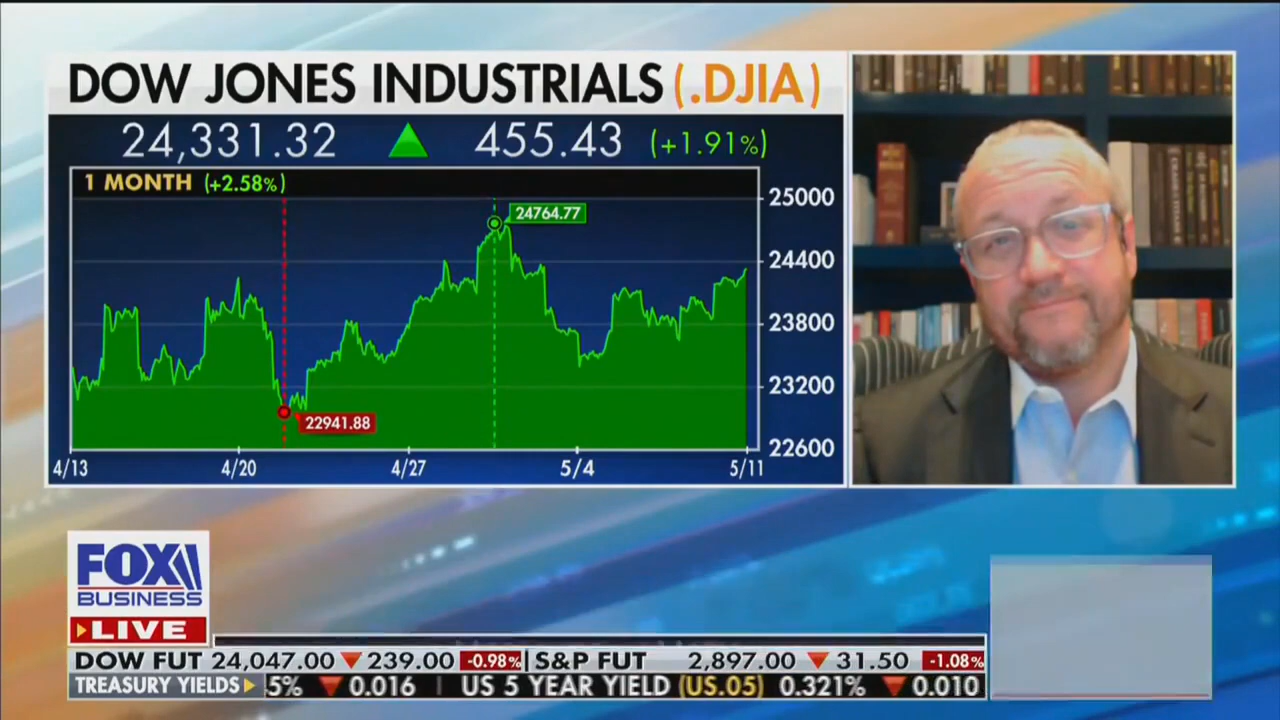 DOW JONES INDUSTRIALS (.DJIA)
24,331.32 ▲ 455.43 (+1.91%)
1 MONTH (+2.58%)
25000
24764.77
24400
23800
23200
22941.88
22600
4/13 4/20 4/27 5/4 5/11
FOX
BUSINESS
LIVE
DOW FUT 24,047.00 ▼ 239.00 -0.98% S&P FUT 2,897.00 ▼ 31.50 -1.08%
TREASURY YIELDS 5% ▼ 0.016 US 5 YEAR YIELD (US.05) 0.321% ▼ 0.010